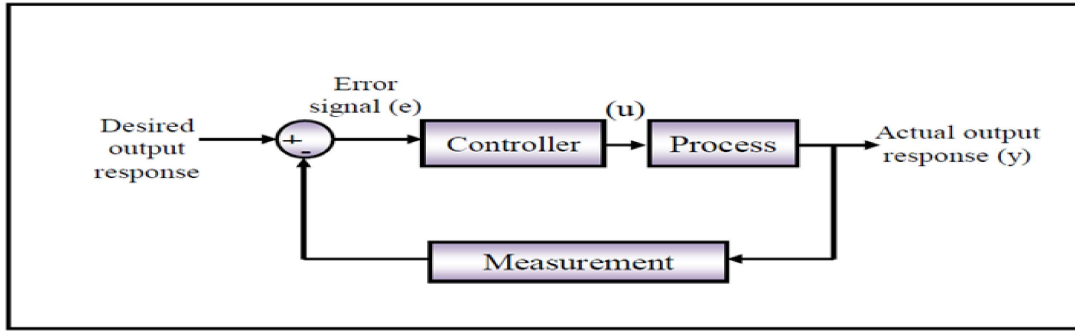 Error
signal (e)
(u)
Desired
output
response
+
-
Controller
Process
Actual output
response (y)
Measurement